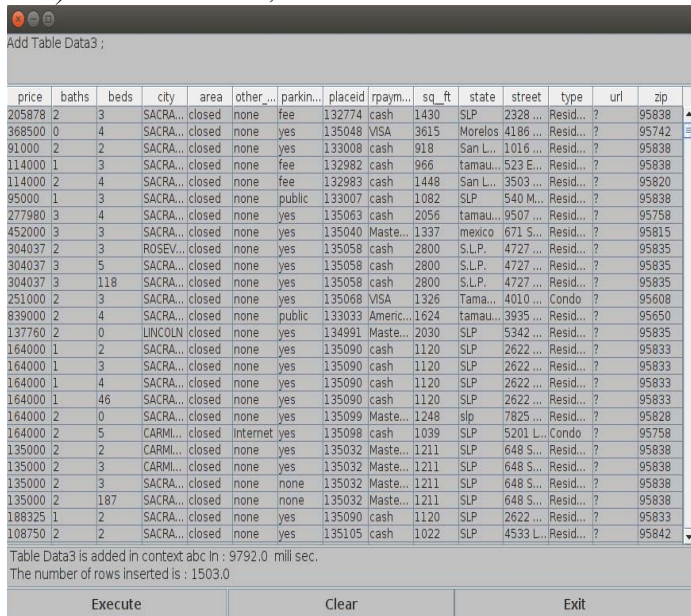 Add Table Data3 ;
price baths beds city area other_... parkin... placeid rpaym... sq__ft state street type url zip
205878 2 3 SACRA... closed none fee 132774 cash 1430 SLP 2328 ... Resid... ? 95838
368500 0 4 SACRA... closed none yes 135048 VISA 3615 Morelos 4186 ... Resid... ? 95742
91000 2 2 SACRA... closed none yes 133008 cash 918 San L... 1016 ... Resid... ? 95838
114000 1 3 SACRA... closed none fee 132982 cash 966 tamau... 523 E... Resid... ? 95838
114000 2 4 SACRA... closed none fee 132983 cash 1448 San L... 3503 ... Resid... ? 95820
95000 1 3 SACRA... closed none public 133007 cash 1082 SLP 540 M... Resid... ? 95838
277980 3 4 SACRA... closed none yes 135063 cash 2056 tamau... 9507 ... Resid... ? 95758
452000 3 3 SACRA... closed none yes 135040 Maste... 1337 mexico 671 S... Resid... ? 95815
304037 2 3 ROSEV... closed none yes 135058 cash 2800 S.L.P. 4727 ... Resid... ? 95835
304037 3 5 SACRA... closed none yes 135058 cash 2800 S.L.P. 4727 ... Resid... ? 95835
304037 3 118 SACRA... closed none yes 135058 cash 2800 S.L.P. 4727 ... Resid... ? 95835
251000 2 3 SACRA... closed none yes 135068 VISA 1326 Tama... 4010 ... Condo ? 95608
839000 2 4 SACRA... closed none public 133033 Americ... 1624 tamau... 3935 ... Resid... ? 95650
137760 2 0 LINCOLN closed none yes 134991 Maste... 2030 SLP 5342 ... Resid... ? 95835
164000 1 2 SACRA... closed none yes 135090 cash 1120 SLP 2622 ... Resid... ? 95833
164000 1 3 SACRA... closed none yes 135090 cash 1120 SLP 2622 ... Resid... ? 95833
164000 1 4 SACRA... closed none yes 135090 cash 1120 SLP 2622 ... Resid... ? 95833
164000 1 46 SACRA... closed none yes 135090 cash 1120 SLP 2622 ... Resid... ? 95833
164000 2 0 SACRA... closed none yes 135099 Maste... 1248 slp 7825 ... Resid... ? 95828
164000 2 5 CARMI... closed Internet yes 135098 cash 1039 SLP 5201 L... Condo ? 95758
135000 2 2 CARMI... closed none yes 135032 Maste... 1211 SLP 648 S... Resid... ? 95838
135000 2 3 CARMI... closed none yes 135032 Maste... 1211 SLP 648 S... Resid... ? 95838
135000 2 3 SACRA... closed none none 135032 Maste... 1211 SLP 648 S... Resid... ? 95838
135000 2 187 SACRA... closed none none 135032 Maste... 1211 SLP 648 S... Resid... ? 95838
188325 1 2 SACRA... closed none yes 135090 cash 1120 SLP 2622 ... Resid... ? 95833
108750 2 2 SACRA... closed none yes 135105 cash 1022 SLP 4533 L... Resid... ? 95842
Table Data3 is added in context abc In : 9792.0 mili sec.
The number of rows inserted is : 1503.0
Execute Clear Exit